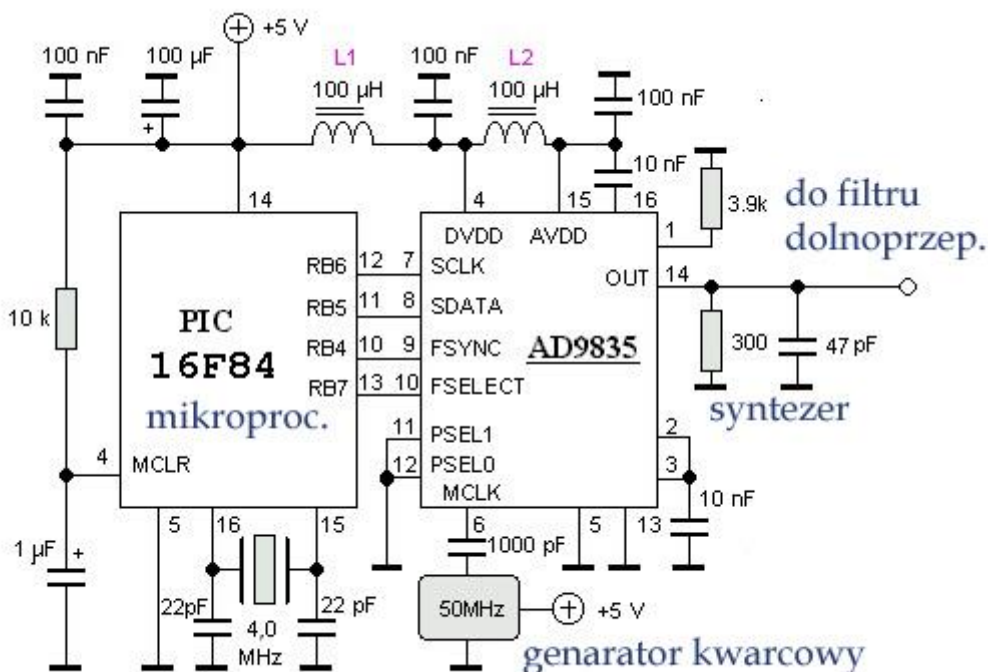 +5 V
100 nF
100 µF
L1
100 µH
100 nF
L2
100 µH
100 nF
10 nF
14
4
15
16
3.9k
do filtru
dolnoprzep.
DVDD
AVDD
1
RB6
12
7
SCLK
OUT
14
10 k
PIC
16F84
mikroproc.
RB5
11
8
SDATA
RB4
10
9
FSYNC
AD9835
300
47 pF
RB7
13
10
FSELECT
syntezer
11
PSEL1
2
4
MCLR
12
PSEL0
3
MCLK
10 nF
5
16
15
6
5
13
1 µF
+
+
1000 pF
22pF
4,0
MHz
22 pF
50MHz
+5 V
genarator kwarcowy